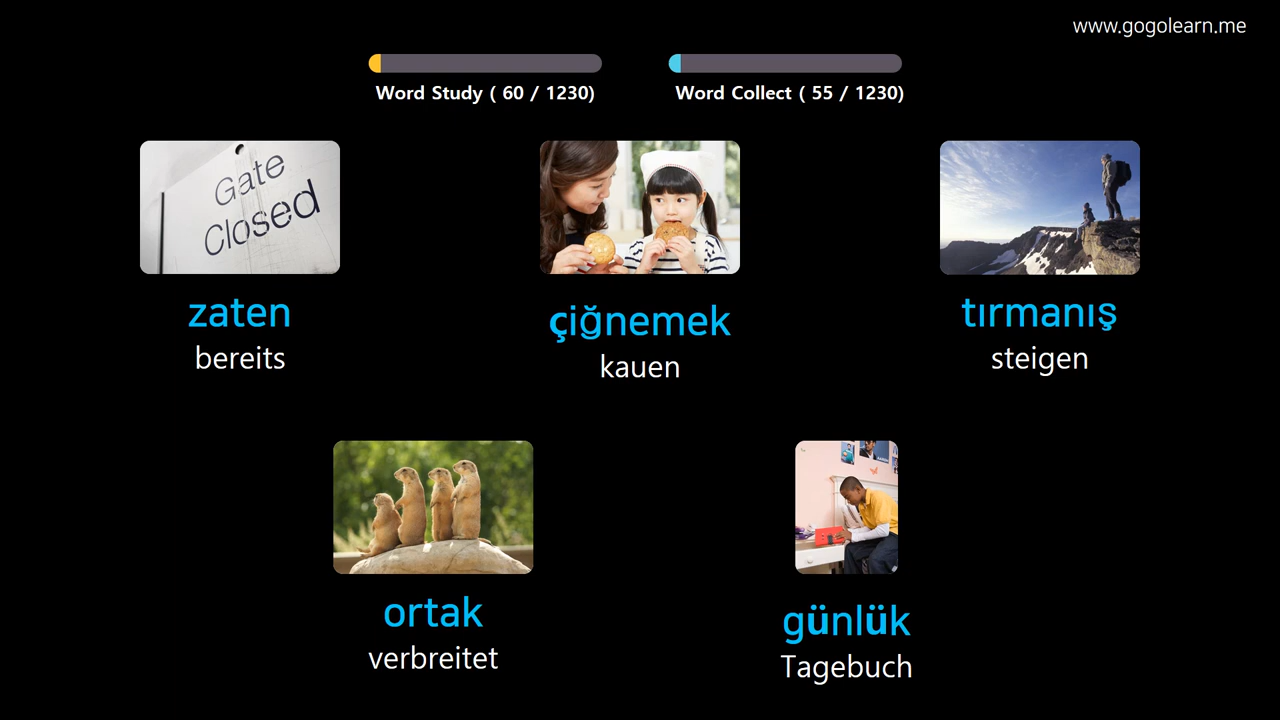 www.gogolearn.me
Word Study ( 60 / 1230)
Word Collect ( 55 / 1230)
Gate
Closed
zaten
bereits
çiğnemek
kauen
tırmanış
steigen
ortak
verbreitet
günlük
Tagebuch